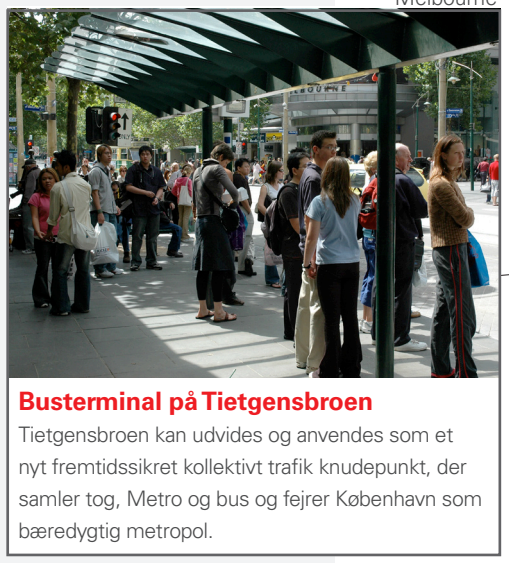 Melbourne
LBOURNE
Busterminal på Tietgensbroen
Tietgensbroen kan udvides og anvendes som et
nyt fremtidssikret kollektivt trafik knudepunkt, der
samler tog, Metro og bus og fejrer København som
bæredygtig metropol.